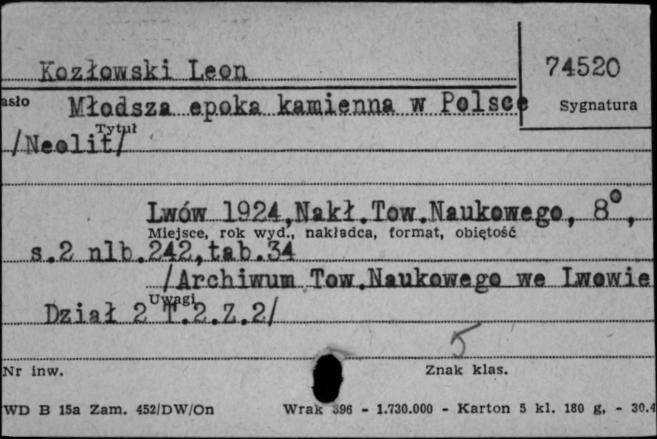 Kozłowski Leon
74520
asło
Młodsza epoka kamienna w Polsce
Sygnatura
Tytuł
/Neolit/
Lwów 1924,Nakł.Tow.Naukowego, 8°,
Miejsce, rok wyd., nakładca, format, objętość
s.2 nlb.242,tab.34
/Archiwum Tow.Naukowego we Lwowie
Uwagi
Dział 2 T.2.Z.2/
5
Nr inw.
Znak klas.
WD B 15a Zam. 452/DW/On
Wrak 396 - 1.730.000 - Karton 5 kl. 180 g, - 30.4